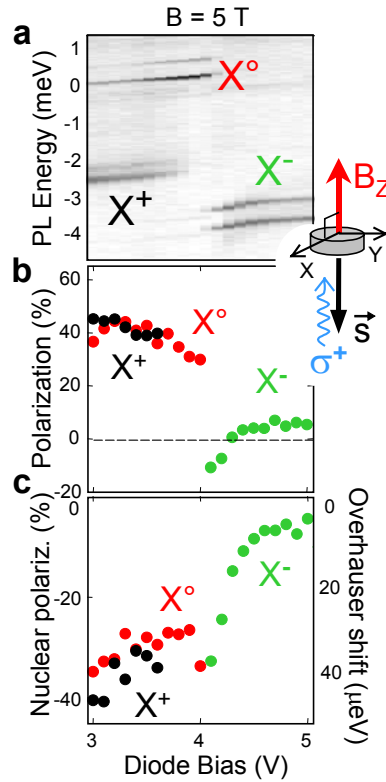 B = 5 T
a
1
0
-1
-2
-3
-4
PL Energy (meV)
X°
X+
X-
Bz
X
Y
S
σ+
b
60
40
20
0
-20
Polarization (%)
X°
X+
X-
c
0
-20
-40
Nuclear polariz. (%)
X°
X+
X-
0
20
40
Overhauser shift (µeV)
3
4
5
Diode Bias (V)